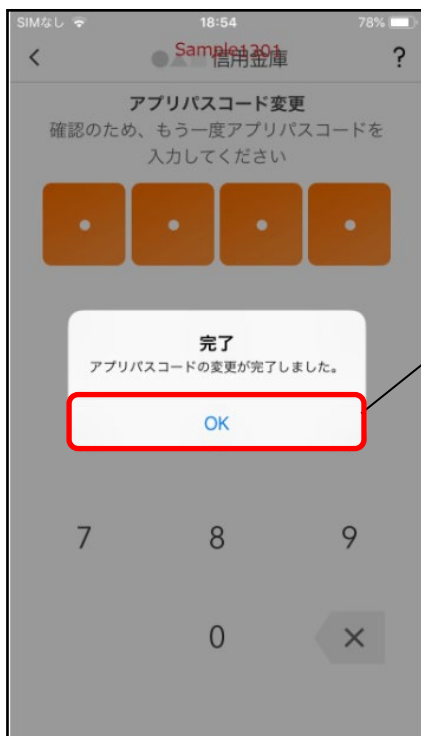 SIMなし 18:54 78%
Sample1201
●▲■信用金庫
?
アプリパスコード変更
確認のため、もう一度アプリパスコードを
入力してください
完了
アプリパスコードの変更が完了しました。
OK
7 8 9
0